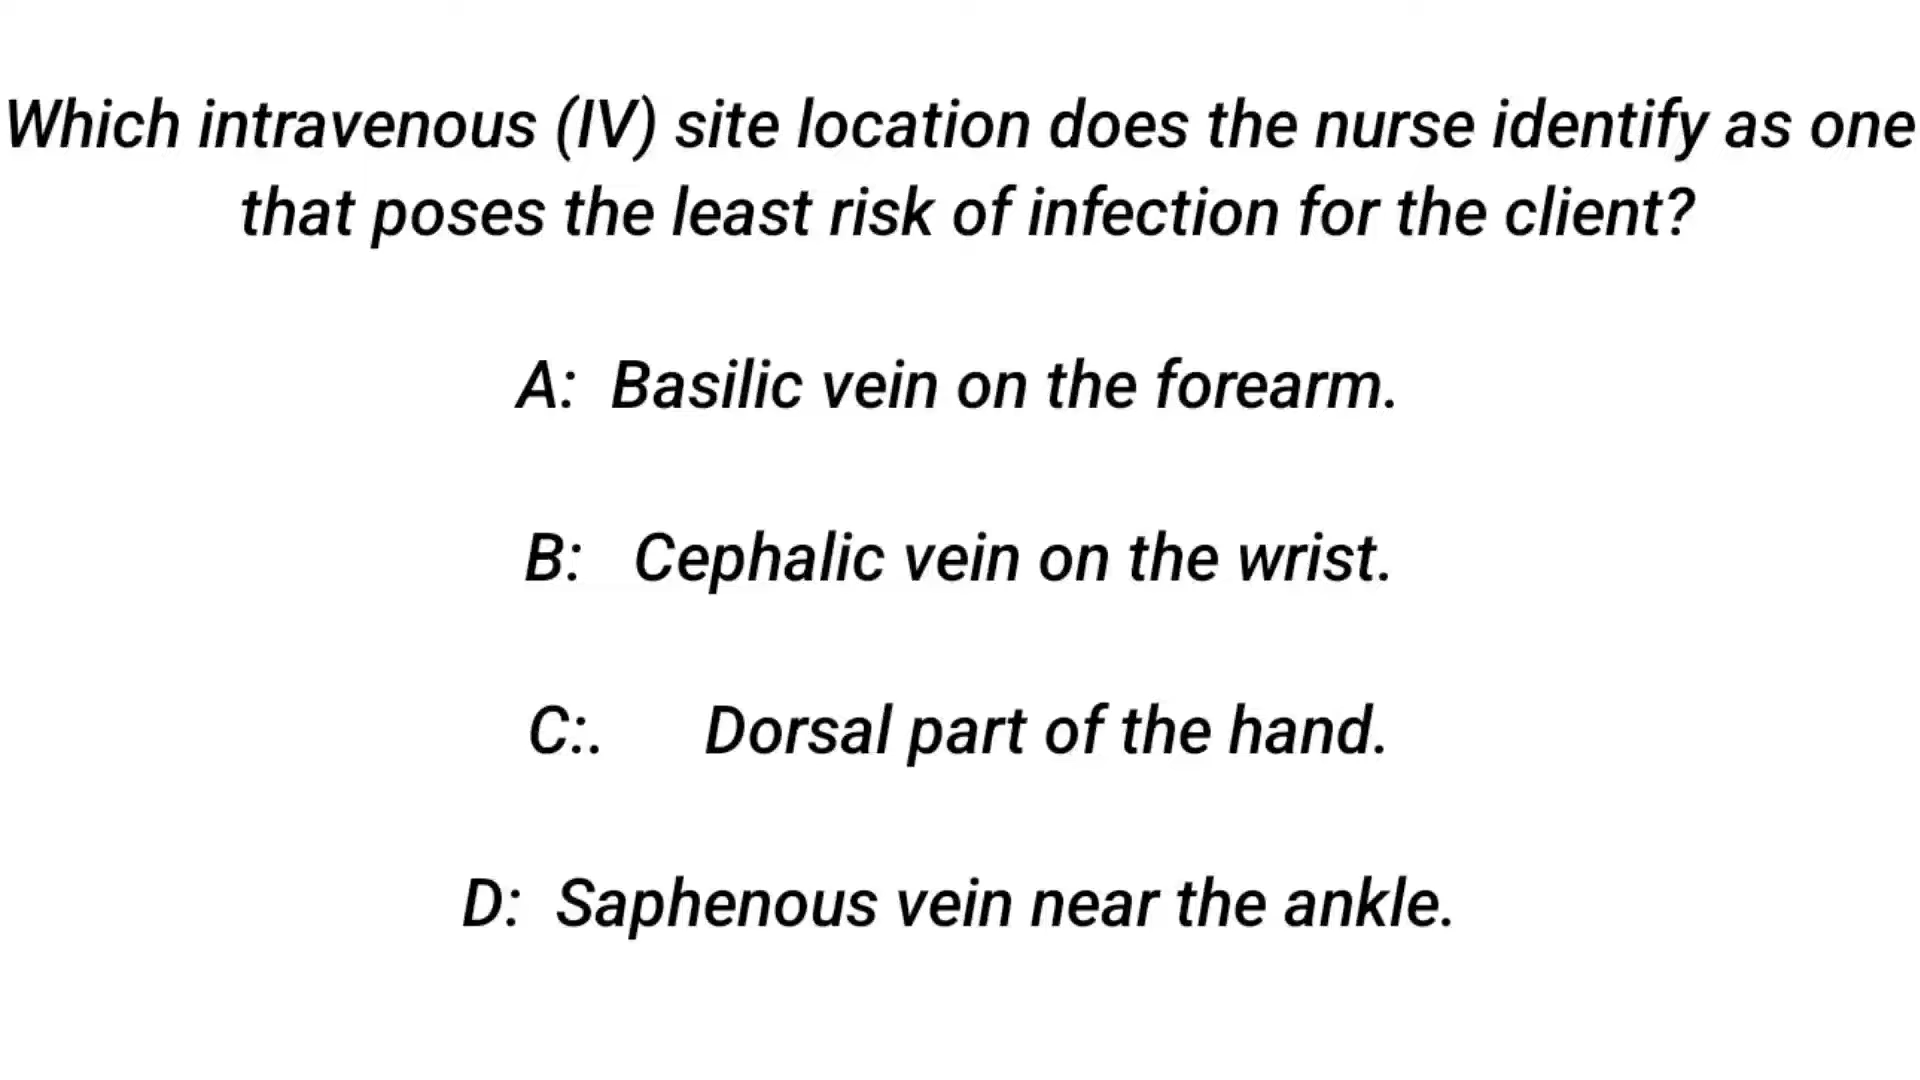 Which intravenous (IV) site location does the nurse identify as one
that poses the least risk of infection for the client?
A: Basilic vein on the forearm.
B: Cephalic vein on the wrist.
C:. Dorsal part of the hand.
D: Saphenous vein near the ankle.